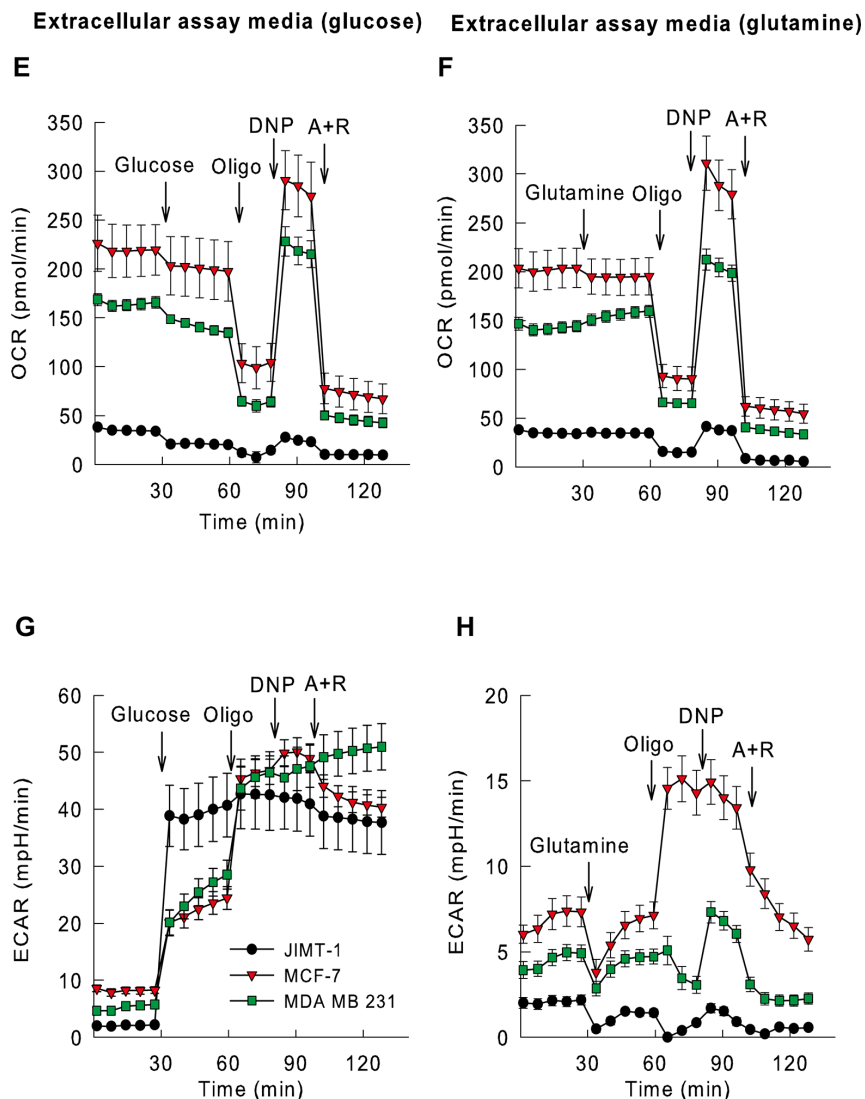 Extracellular assay media (glucose)
Extracellular assay media (glutamine)
E
OCR (pmol/min)
350
300
250
200
150
100
50
0
Glucose
Oligo
DNP
A+R
30
60
90
120
Time (min)
F
OCR (pmol/min)
350
300
250
200
150
100
50
0
Glutamine
Oligo
DNP
A+R
30
60
90
120
G
ECAR (mpH/min)
60
50
40
30
20
10
0
Glucose
Oligo
DNP
A+R
JIMT-1
MCF-7
MDA MB 231
30
60
90
120
Time (min)
H
ECAR (mpH/min)
20
15
10
5
0
Glutamine
Oligo
DNP
A+R
30
60
90
120
Time (min)